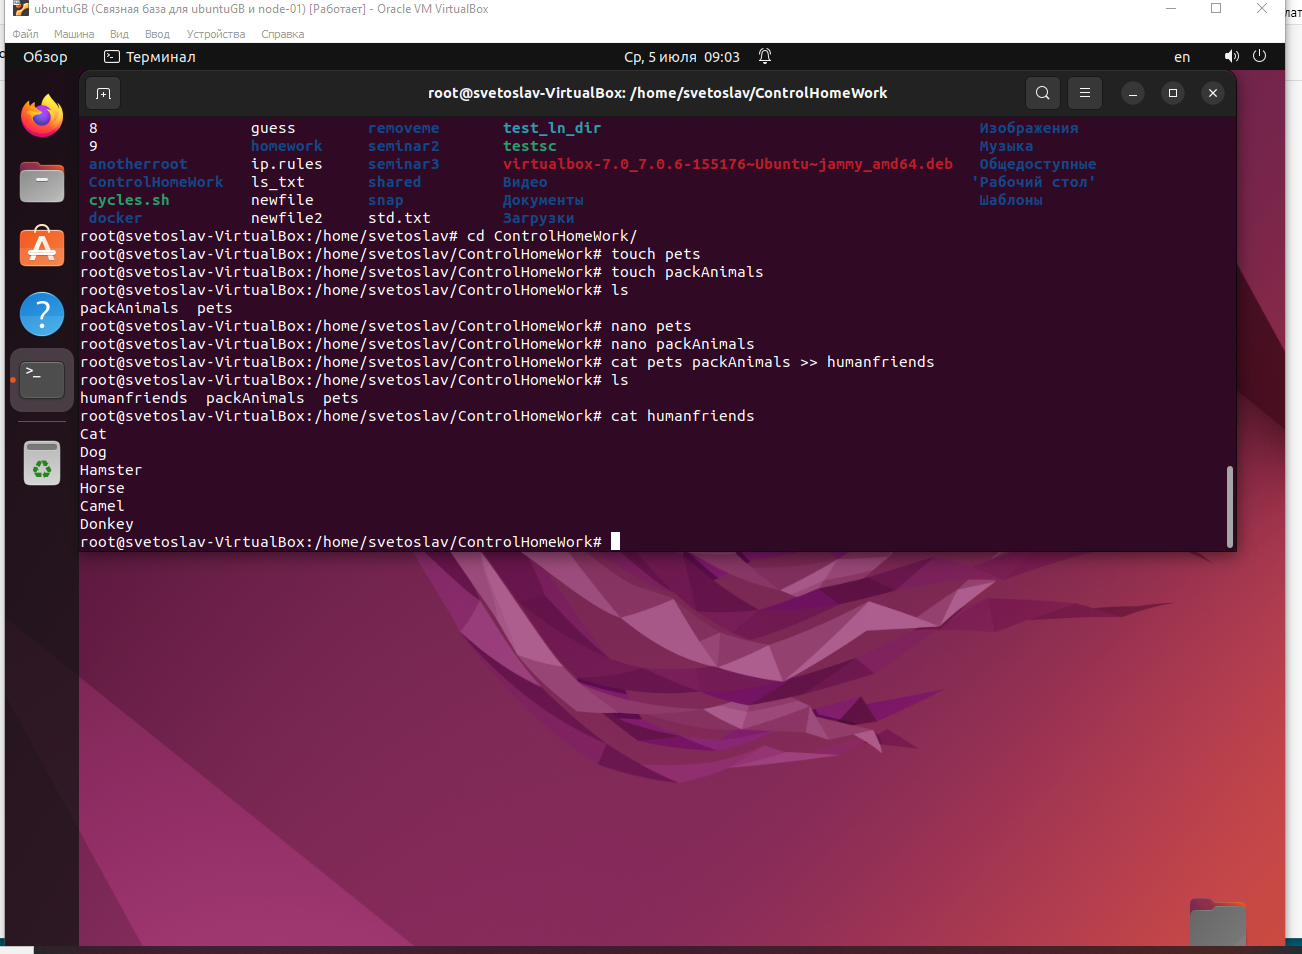 ubuntuGB (Связная база для ubuntuGB и node-01) [Работает] - Oracle VM VirtualBox
Файл Машина Вид Ввод Устройства Справка
Обзор Терминал Ср, 5 июля 09:03 en
root@svetoslav-VirtualBox: /home/svetoslav/ControlHomeWork
8 guess removeme test_ln_dir Изображения
9 homework seminar2 testsc Музыка
anotherroot ip.rules seminar3 virtualbox-7.0_7.0.6-155176~Ubuntu~jammy_amd64.deb Общедоступные
ControlHomeWork ls_txt shared Видео 'Рабочий стол'
cycles.sh newfile snap Документы Шаблоны
docker newfile2 std.txt Загрузки
root@svetoslav-VirtualBox:/home/svetoslav# cd ControlHomeWork/
root@svetoslav-VirtualBox:/home/svetoslav/ControlHomeWork# touch pets
root@svetoslav-VirtualBox:/home/svetoslav/ControlHomeWork# touch packAnimals
root@svetoslav-VirtualBox:/home/svetoslav/ControlHomeWork# ls
packAnimals pets
root@svetoslav-VirtualBox:/home/svetoslav/ControlHomeWork# nano pets
root@svetoslav-VirtualBox:/home/svetoslav/ControlHomeWork# nano packAnimals
root@svetoslav-VirtualBox:/home/svetoslav/ControlHomeWork# cat pets packAnimals >> humanfriends
root@svetoslav-VirtualBox:/home/svetoslav/ControlHomeWork# ls
humanfriends packAnimals pets
root@svetoslav-VirtualBox:/home/svetoslav/ControlHomeWork# cat humanfriends
Cat
Dog
Hamster
Horse
Camel
Donkey
root@svetoslav-VirtualBox:/home/svetoslav/ControlHomeWork#